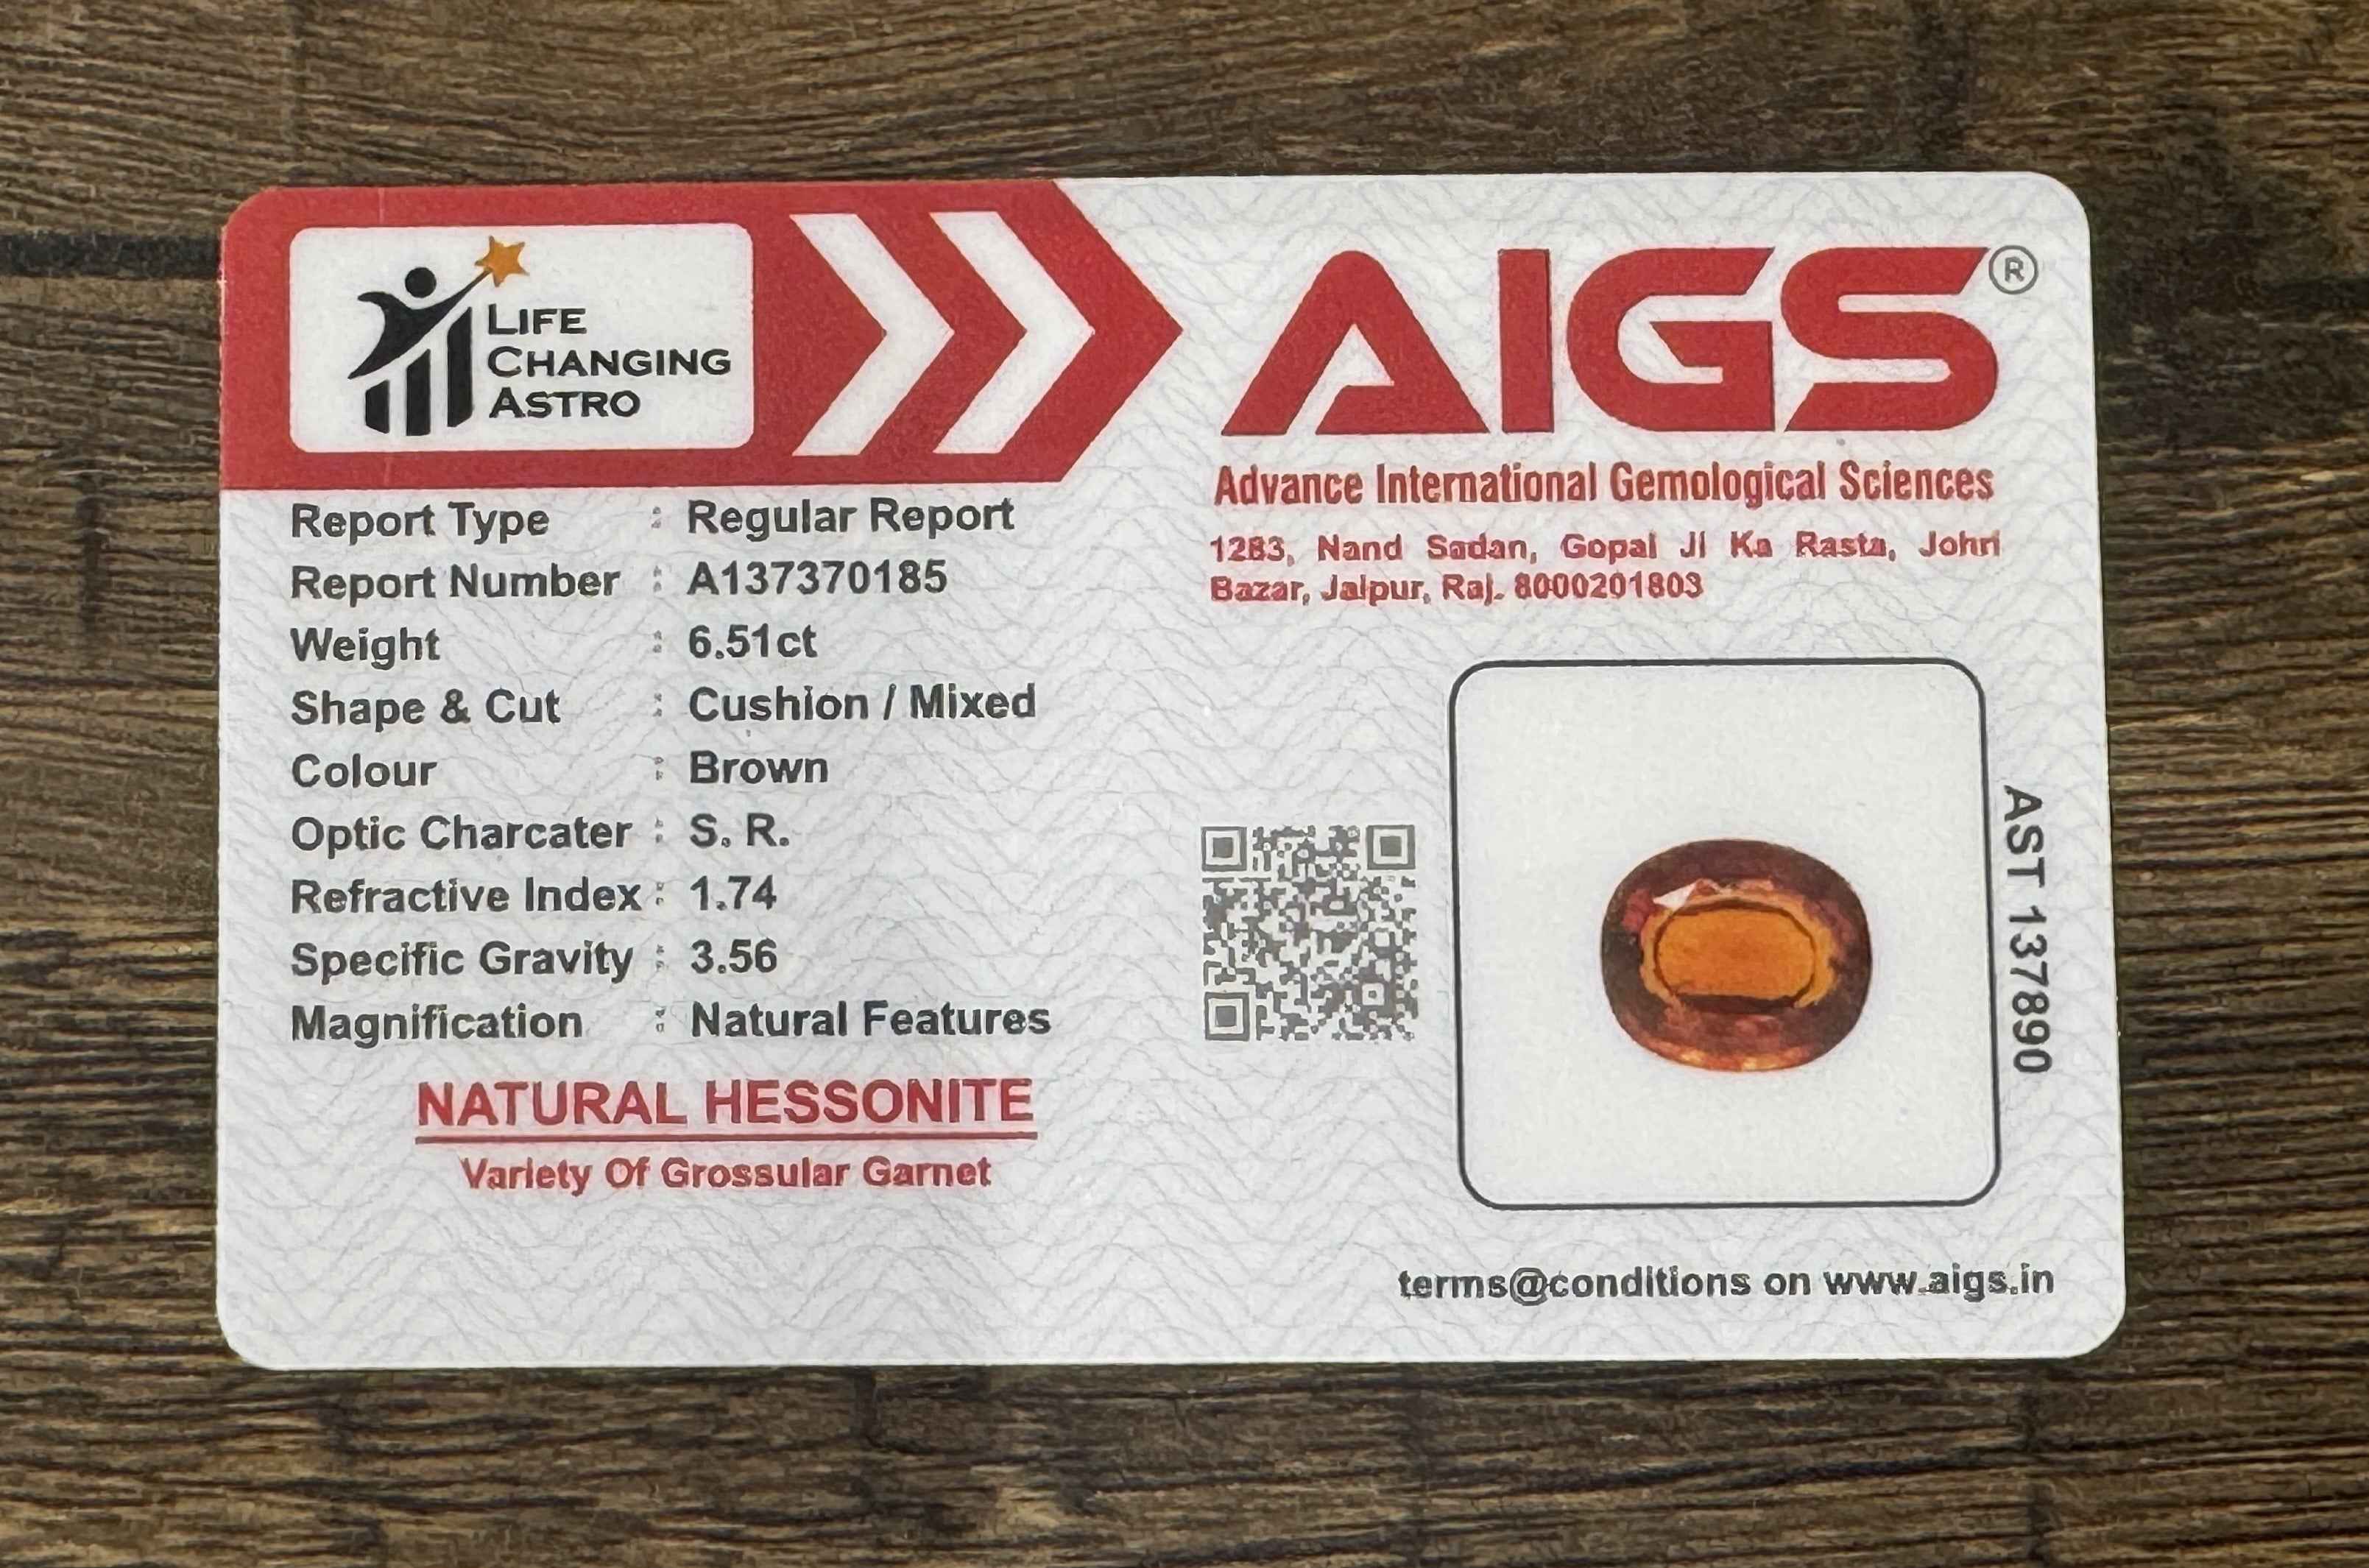 LIFE
CHANGING
ASTRO
AIGS®
Advance International Gemological Sciences
1283, Nand Sadan, Gopal Ji Ka Rasta, Johri
Bazar, Jaipur, Raj. 8000201803
Report Type : Regular Report
Report Number : A137370185
Weight : 6.51ct
Shape & Cut : Cushion / Mixed
Colour : Brown
Optic Charcater : S. R.
Refractive Index : 1.74
Specific Gravity : 3.56
Magnification : Natural Features
NATURAL HESSONITE
Variety Of Grossular Garnet
AST 137890
terms@conditions on www.aigs.in